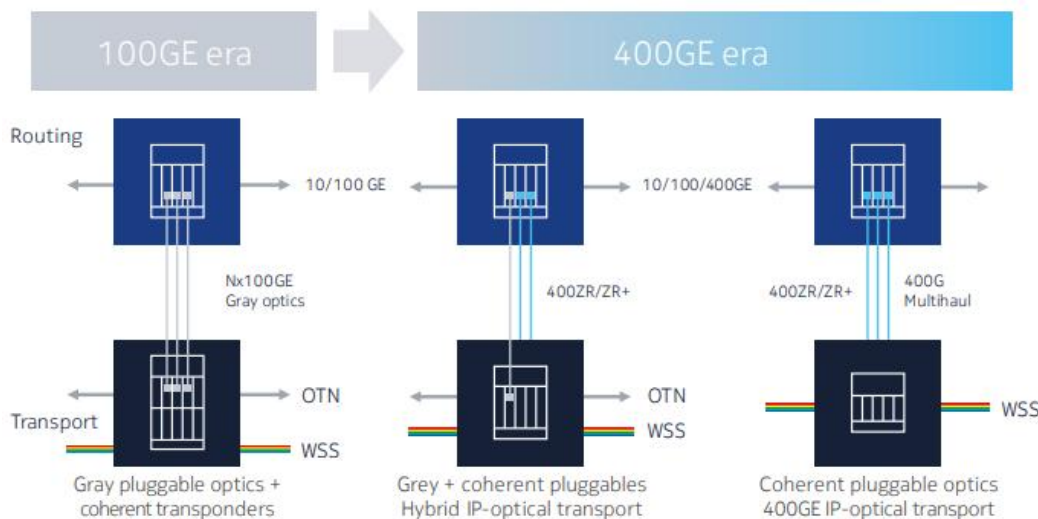 100GE era
400GE era
Routing
10/100 GE
10/100/400GE
Nx100GE
Gray optics
400ZR/ZR+
400ZR/ZR+
400G
Multihaul
Transport
OTN
WSS
OTN
WSS
WSS
Gray pluggable optics +
coherent transponders
Grey + coherent pluggables
Hybrid IP-optical transport
Coherent pluggable optics
400GE IP-optical transport